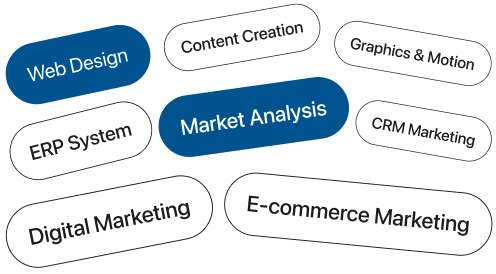 Web Design
Content Creation
Graphics & Motion
ERP System
Market Analysis
CRM Marketing
Digital Marketing
E-commerce Marketing